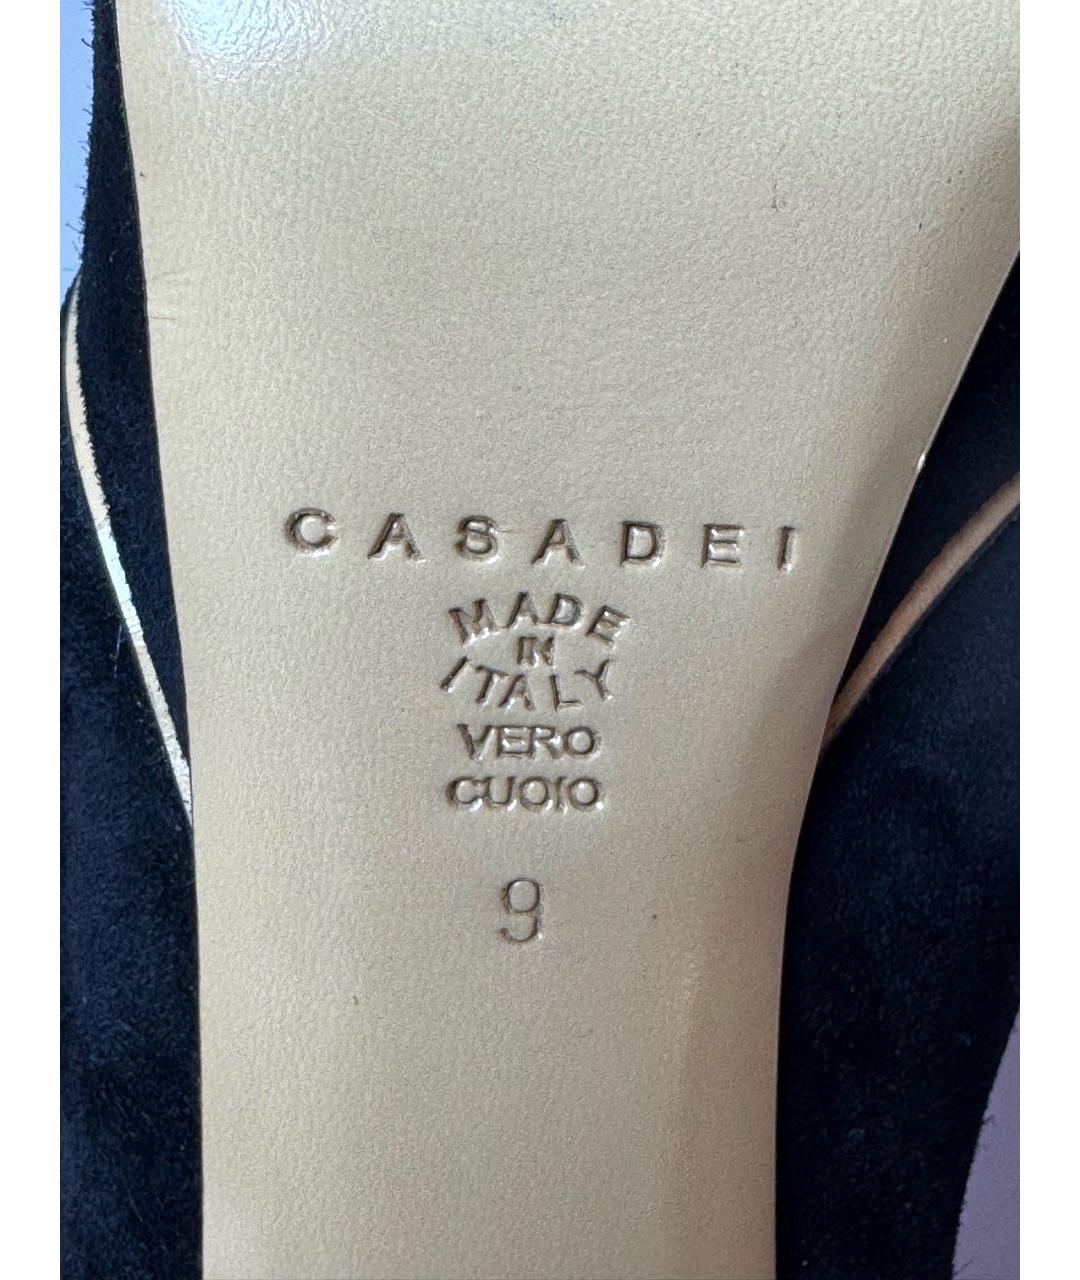 CASADEI
MADE
IN
ITALY
VERO
CUOIO
9